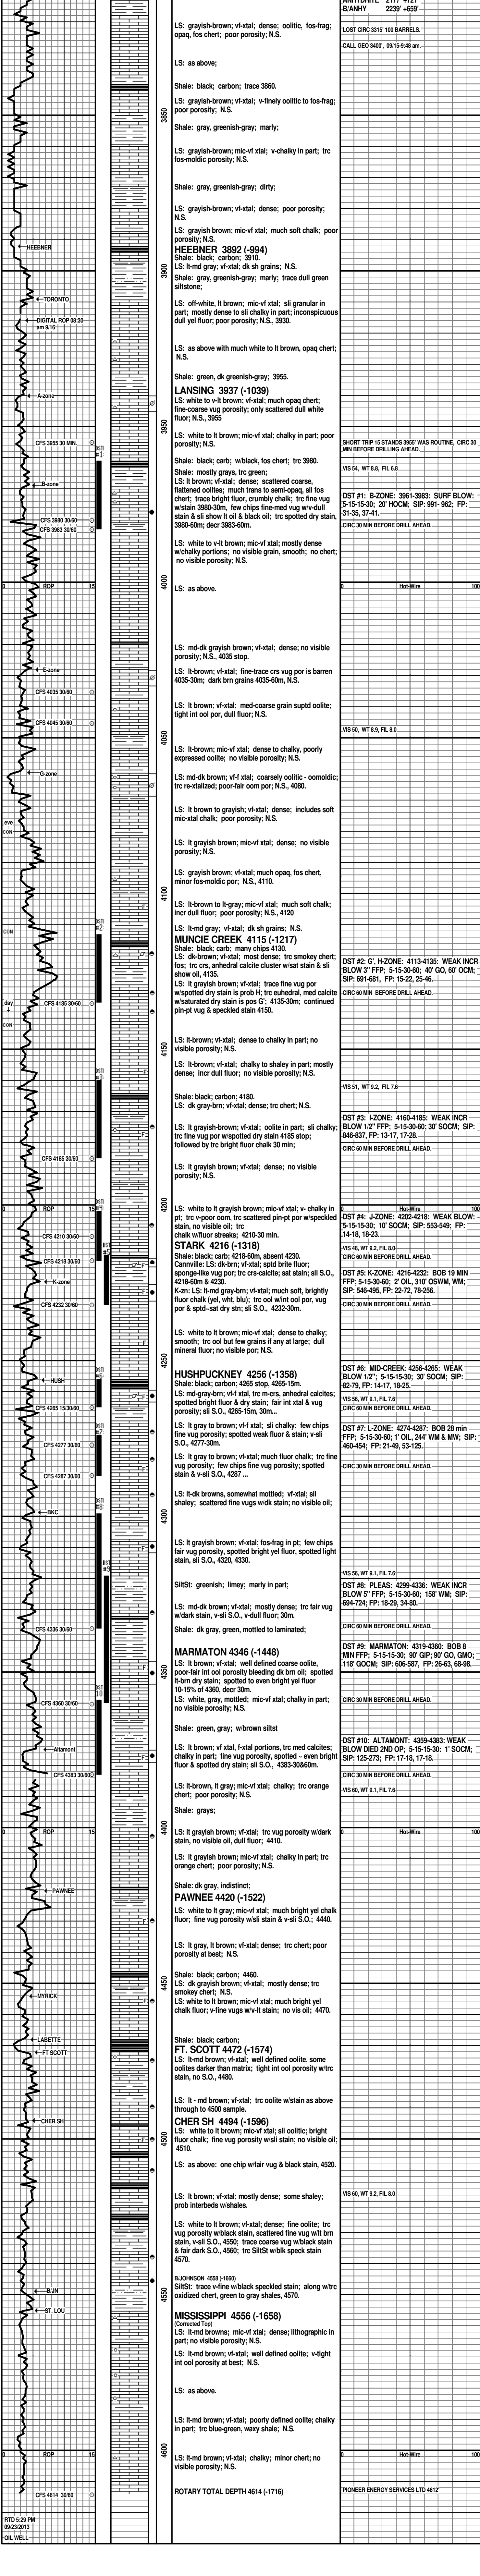 B/ANHY 2239' +659'
LOST CIRC 3315' 100 BARRELS.
CALL GEO 3400', 09/15-9:48 am.
LS: grayish-brown; vf-xtal; dense; oolitic, fos-frag;
opaq, fos chert; poor porosity; N.S.
LS: as above;
Shale: black; carbon; trace 3860.
LS: grayish-brown; vf-xtal; v-finely oolitic to fos-frag;
poor porosity; N.S.
3850
Shale: gray, greenish-gray; marly;
LS: grayish-brown; mic-vf xtal; v-chalky in part; trc
fos-moldic porosity; N.S.
Shale: gray, greenish-gray; dirty;
LS: grayish-brown; vf-xtal; dense; poor porosity;
N.S.
LS: grayish brown; mic-vf xtal; much soft chalk; poor
porosity; N.S.
HEEBNER
HEEBNER 3892 (-994)
Shale: black; carbon; 3910.
LS: lt-md gray; vf-xtal; dk sh grains; N.S.
3900
Shale: gray, greenish-gray, marly; trace dull green
siltstone;
TORONTO
LS: off-white, lt brown; mic-vf xtal; sli granular in
part; mostly dense to sli chalky in part; inconspicuous
dull yel fluor; poor porosity; N.S., 3930.
DIGITAL ROP 08:30
am 9/16
LS: as above with much white to lt brown, opaq chert;
N.S.
Shale: green, dk greenish-gray; 3955.
A-zone
LANSING 3937 (-1039)
LS: white to v-lt brown; vf-xtal; much opaq chert;
fine-coarse vug porosity; only scattered dull white
fluor; N.S., 3955
3950
LS: white to lt brown; mic-vf xtal; chalky in part; poor
porosity; N.S.
CFS 3955 30 MIN.
SHORT TRIP 15 STANDS 3955' WAS ROUTINE, CIRC 30
MIN BEFORE DRILLING AHEAD.
DST
#1
Shale: black; carb; w/black, fos chert; trc 3980.
VIS 54, WT 8.8, FIL 6.8
Shale: mostly grays, trc green;
LS: lt brown; vf-xtal; dense; scattered coarse,
flattened oolites; much trans to semi-opaq, sli fos
chert; trace bright fluor, crumbly chalk; trc fine vug
w/stain 3980-30m, few chips fine-med vug w/v-dull
stain & sli show lt oil & black oil; trc spotted dry stain,
3980-60m; decr 3983-60m.
B-zone
DST #1: B-ZONE: 3961-3983: SURF BLOW:
5-15-15-30; 20' HOCM; SIP: 991- 962; FP:
31-35, 37-41.
CFS 3980 30/60
CIRC 30 MIN BEFORE DRILL AHEAD.
CFS 3983 30/60
LS: white to v-lt brown; mic-vf xtal; mostly dense
w/chalky portions; no visible grain, smooth; no chert;
no visible porosity; N.S.
4000
0 ROP 15
0 Hot-Wire 100
LS: as above.
LS: md-dk grayish brown; vf-xtal; dense; no visible
porosity; N.S., 4035 stop.
E-zone
LS: lt-brown; vf-xtal; fine-trace crs vug por is barren
4035-30m; dark brn grains 4035-60m, N.S.
CFS 4035 30/60
LS: lt brown; vf-xtal; med-coarse grain suptd oolite;
tight int ool por, dull fluor; N.S.
CFS 4045 30/60
VIS 50, WT 8.9, FIL 8.0
4050
LS: lt-brown; mic-vf xtal; dense to chalky, poorly
expressed oolite; no visible porosity; N.S.
G-zone
LS: md-dk brown; vf-f xtal; coarsely oolitic - oomoldic;
trc re-xtalized; poor-fair oom por; N.S., 4080.
LS: lt brown to grayish; vf-xtal; dense; includes soft
mic-xtal chalk; poor porosity; N.S.
eve
CON
LS: lt grayish brown; mic-vf xtal; dense; no visible
porosity; N.S.
LS: grayish brown; vf-xtal; much opaq, fos chert,
minor fos-moldic por; N.S., 4110.
4100
LS: lt-brown to lt-gray; mic-vf xtal; much soft chalk;
incr dull fluor; poor porosity; N.S., 4120
LS: lt-md gray; vf-xtal; dk sh grains; N.S.
CON
DST
#2
MUNCIE CREEK 4115 (-1217)
Shale: black; carb; many chips 4130.
LS: dk-brown; vf-xtal; most dense; trc smokey chert;
fos; trc crs, anhedral calcite cluster w/sat stain & sli
show oil, 4135.
DST #2: G', H-ZONE: 4113-4135: WEAK INCR
BLOW 3" FFP; 5-15-30-60; 40' GO, 60' OCM;
SIP: 691-681, FP: 15-22, 25-46.
LS: lt grayish brown; vf-xtal; trace fine vug por
w/spotted dry stain is prob H; trc euhedral, med calcite
w/saturated dry stain is pos G'; 4135-30m; continued
pin-pt vug & speckled stain 4150.
CIRC 60 MIN BEFORE DRILL AHEAD.
day
CON
CFS 4135 30/60
LS: lt-brown; vf-xtal; dense to chalky in part; no
visible porosity; N.S.
4150
LS: lt-brown; vf-xtal; chalky to shaley in part; mostly
dense; incr dull fluor; no visible porosity; N.S.
DST
#3
VIS 51, WT 9.2, FIL 7.6
Shale: black; carbon; 4180.
LS: dk gray-brn; vf-xtal; dense; trc chert; N.S.
LS: lt grayish-brown; vf-xtal; oolite in part; sli chalky;
trc fine vug porosity w/spotted dry stain 4185 stop;
followed by trc bright fluor chalk 30 min;
DST #3: I-ZONE: 4160-4185: WEAK INCR
BLOW 1/2" FFP; 5-15-30-60; 30' SOCM; SIP:
846-837, FP: 13-17, 17-28.
CIRC 60 MIN BEFORE DRILL AHEAD.
CFS 4185 30/60
LS: lt grayish brown; vf-xtal; dense; no visible
porosity; N.S.
4200
LS: white to lt grayish brown; mic-vf xtal; v- chalky in
pt; trc v-poor oom, trc scattered pin-pt por w/speckled
stain, no visible oil; trc
chalk w/fluor streaks; 4210-30 min.
DST #4: J-ZONE: 4202-4218: WEAK BLOW:
5-15-15-30; 10' SOCM; SIP: 553-549; FP:
14-18, 18-23.
CFS 4210 30/60
VIS 48, WT 9.2, FIL 6.8
STARK 4216 (-1318)
CIRC 60 MIN BEFORE DRILL AHEAD.
CFS 4218 30/60
Shale: black; carb; 4218-60m, absent 4230.
Cannville: LS: dk-brn; vf-xtal; sptd brite fluor;
sponge-like vug por; trc crs-calcite; sat stain; sli S.O.,
4218-60m & 4230.
DST #5: K-ZONE: 4216-4232: BOB 19 MIN
FFP; 5-15-30-60; 2' OIL, 310' OSWM, WM;
SIP: 546-495, FP: 22-72, 78-256.
K-zone
K-zn: LS: lt-md gray-brn; vf-xtal; much soft, brightly
fluor chalk (yel, wht, blu); trc ool w/int ool por, vug
por & sptd--sat dry stn; sli S.O., 4232-30m.
CFS 4232 30/60
CIRC 30 MIN BEFORE DRILL AHEAD.
LS: white to lt brown; mic-vf xtal; dense to chalky;
smooth; trc ool but few grains if any at large; dull
mineral fluor; no visible por; N.S.
4250
HUSHPUCKNEY 4256 (-1358)
HUSH
Shale: black; carbon; 4265 stop, 4265-15m.
LS: md-gray-brn; vf-f xtal, trc m-crs, anhedral calcites;
spotted bright fluor & dry stain; fair int xtal & vug
porosity; sli S.O., 4265-15m, 30m...
DST #6: MID-CREEK: 4256-4265: WEAK
BLOW 1/2"; 5-15-15-30; 30' SOCM; SIP:
82-79, FP: 14-17, 18-25.
VIS 56, WT 9.1, FIL 7.6
CIRC 60 MIN BEFORE DRILL AHEAD.
CFS 4265 15/30/60
LS: lt gray to brown; vf-f xtal; sli chalky; few chips
fine vug porosity; spotted weak fluor & stain; v-sli
S.O., 4277-30m.
DST #7: L-ZONE: 4274-4287: BOB 28 min
FFP; 5-15-30-60; 1' OIL, 244' WM & MW; SIP:
460-454; FP: 21-49, 53-125.
CFS 4277 30/60
LS: lt gray to brown; vf-xtal; much fluor chalk; trc
porosity; few chips fine vug porosity; spotted
stain & v-sli S.O., 4287 ...
CIRC 30 MIN BEFORE DRILL AHEAD.
CFS 4287 30/60
LS: lt-dk browns, somewhat mottled; vf-xtal; sli
shaley; scattered fine vugs w/dk stain; no visible oil;
BKC
4300
LS: lt grayish brown; vf-xtal; fos-frag in pt; few chips
fair vug porosity, spotted bright yel fluor, spotted light
stain, sli S.O., 4320, 4330.
VIS 56, WT 9.1, FIL 7.6
SiltSt: greenish; limey; marly in part;
DST #8: PLEAS: 4299-4336: WEAK INCR
BLOW 5" FFP; 5-15-30-60; 158' WM; SIP:
694-724; FP: 18-29, 34-80.
LS: md-dk brown; vf-xtal; mostly dense; trc fair vug
w/dark stain, v-sli S.O., v-dull fluor; 30m.
CIRC 60 MIN BEFORE DRILL AHEAD.
CFS 4336 30/60
Shale: dk gray, green, mottled to laminated;
MARMATON 4346 (-1448)
DST #9: MARMATON: 4319-4360: BOB 8
MIN FFP; 5-15-30-60; 90' GIP; 90' GO, GMO;
118' GOCM; SIP: 606-587, FP: 26-63, 68-98.
4350
LS: lt brown; vf-xtal; well defined coarse oolite,
poor-fair int ool porosity bleeding dk brn oil; spotted
lt-brn dry stain; spotted to even bright yel fluor
10-15% of 4360, decr 30m.
LS: white, gray, mottled; mic-vf xtal; chalky in part;
no visible porosity; N.S.
CIRC 30 MIN BEFORE DRILL AHEAD.
CFS 4360 30/60
Shale: green, gray; w/brown siltst
Altamont
LS: lt brown; vf xtal, f-xtal portions, trc med calcites;
chalky in part; fine vug porosity, spotted – even bright
fluor & spotted dry stain; sli S.O., 4383-30&60m.
DST #10: ALTAMONT: 4359-4383: WEAK
BLOW DIED 2ND OP; 5-15-15-30: 1' SOCM;
SIP: 125-273; FP: 17-18, 17-18.
CIRC 30 MIN BEFORE DRILL AHEAD.
CFS 4383 30/60
LS: lt-brown, lt gray; mic-vf xtal; chalky; trc orange
chert; poor porosity; N.S.
VIS 60, WT 9.1, FIL 7.6
Shale: grays;
4400
0 ROP 15
0 Hot-Wire 100
LS: lt grayish brown; vf-xtal; trc vug porosity w/dark
stain, no visible oil, dull fluor; 4410.
LS: lt grayish brown; mic-vf xtal; chalky in part; trc
orange chert; poor porosity; N.S.
Shale: dk gray, indistinct;
PAWNEE
PAWNEE 4420 (-1522)
LS: white to lt gray; mic-vf xtal; much bright yel chalk
fluor; fine vug porosity w/sli stain & v-sli S.O.; 4440.
LS: lt gray, lt brown; vf-xtal; dense; trc chert; poor
porosity at best; N.S.
Shale: black; carbon; 4460.
4450
LS: dk grayish brown; vf-xtal; mostly dense; trc
smokey chert; N.S.
MYRICK
LS: white to lt brown; mic-vf xtal; much bright yel
chalk fluor; v-fine vugs w/v-lt stain; no vis oil; 4470.
LABETTE
Shale: black; carbon;
FT SCOTT
FT. SCOTT 4472 (-1574)
LS: lt-md brown; vf-xtal; well defined oolite, some
oolites darker than matrix; tight int ool porosity w/trc
stain, no S.O., 4480.
LS: lt - md brown; vf-xtal; trc oolite w/stain as above
through to 4500 sample.
CHER SH
CHER SH 4494 (-1596)
4500
LS: white to lt brown; mic-vf xtal; sli oolitic; bright
fluor chalk; fine vug porosity w/sli stain; no visible oil;
4510.
LS: as above: one chip w/fair vug & black stain, 4520.
VIS 60, WT 9.2, FIL 8.0
LS: lt brown; vf-xtal; mostly dense; some shaley;
prob interbeds w/shales.
LS: white to lt brown; vf-xtal; dense; fine oolite; trc
vug porosity w/black stain, scattered fine vug w/lt brn
stain, v-sli S.O., 4550; trace coarse vug w/black stain
& fair dark S.O., 4560; trc SiltSt w/blk speck stain
4570.
B/JOHNSON 4558 (-1660)
B/JN
4550
SiltSt: trace v-fine w/black speckled stain; along w/trc
oxidized chert, green to gray shales, 4570.
ST. LOU
MISSISSIPPI 4556 (-1658)
(Corrected Top)
LS: lt-md browns; mic-vf xtal; dense; lithographic in
part; no visible porosity; N.S.
LS: lt-md brown; vf-xtal; well defined oolite; v-tight
int ool porosity at best; N.S.
LS: as above.
LS: lt-md brown; vf-xtal; poorly defined oolite; chalky
in part; trc blue-green, waxy shale; N.S.
4600
0 ROP 15
0 Hot-Wire 100
LS: lt-md brown; vf-xtal; chalky; minor chert; no
visible porosity; N.S.
ROTARY TOTAL DEPTH 4614 (-1716)
PIONEER ENERGY SERVICES LTD 4612'
CFS 4614 30/60
RTD 5:29 PM
09/23/2013
OIL WELL